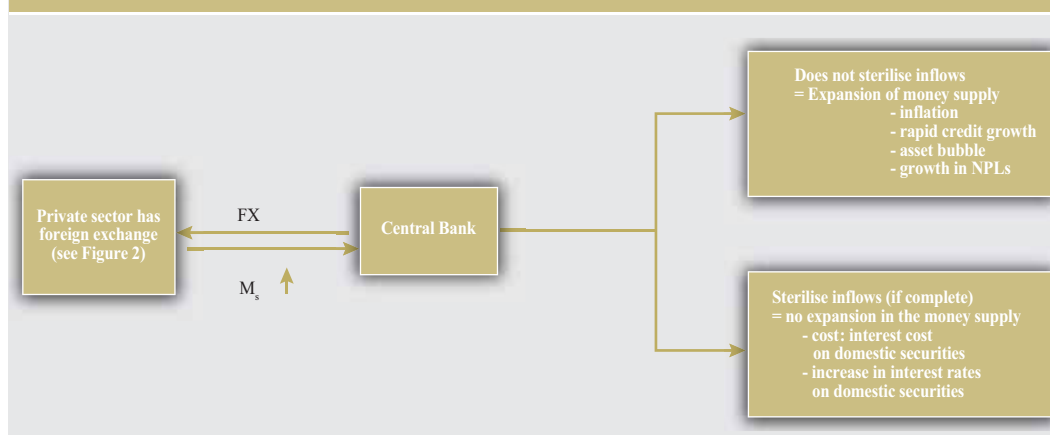 Private sector has
foreign exchange
(see Figure 2)
FX
Ms
Central Bank
Does not sterilise inflows
= Expansion of money supply
- inflation
- rapid credit growth
- asset bubble
- growth in NPLs
Sterilise inflows (if complete)
= no expansion in the money supply
- cost: interest cost
on domestic securities
- increase in interest rates
on domestic securities